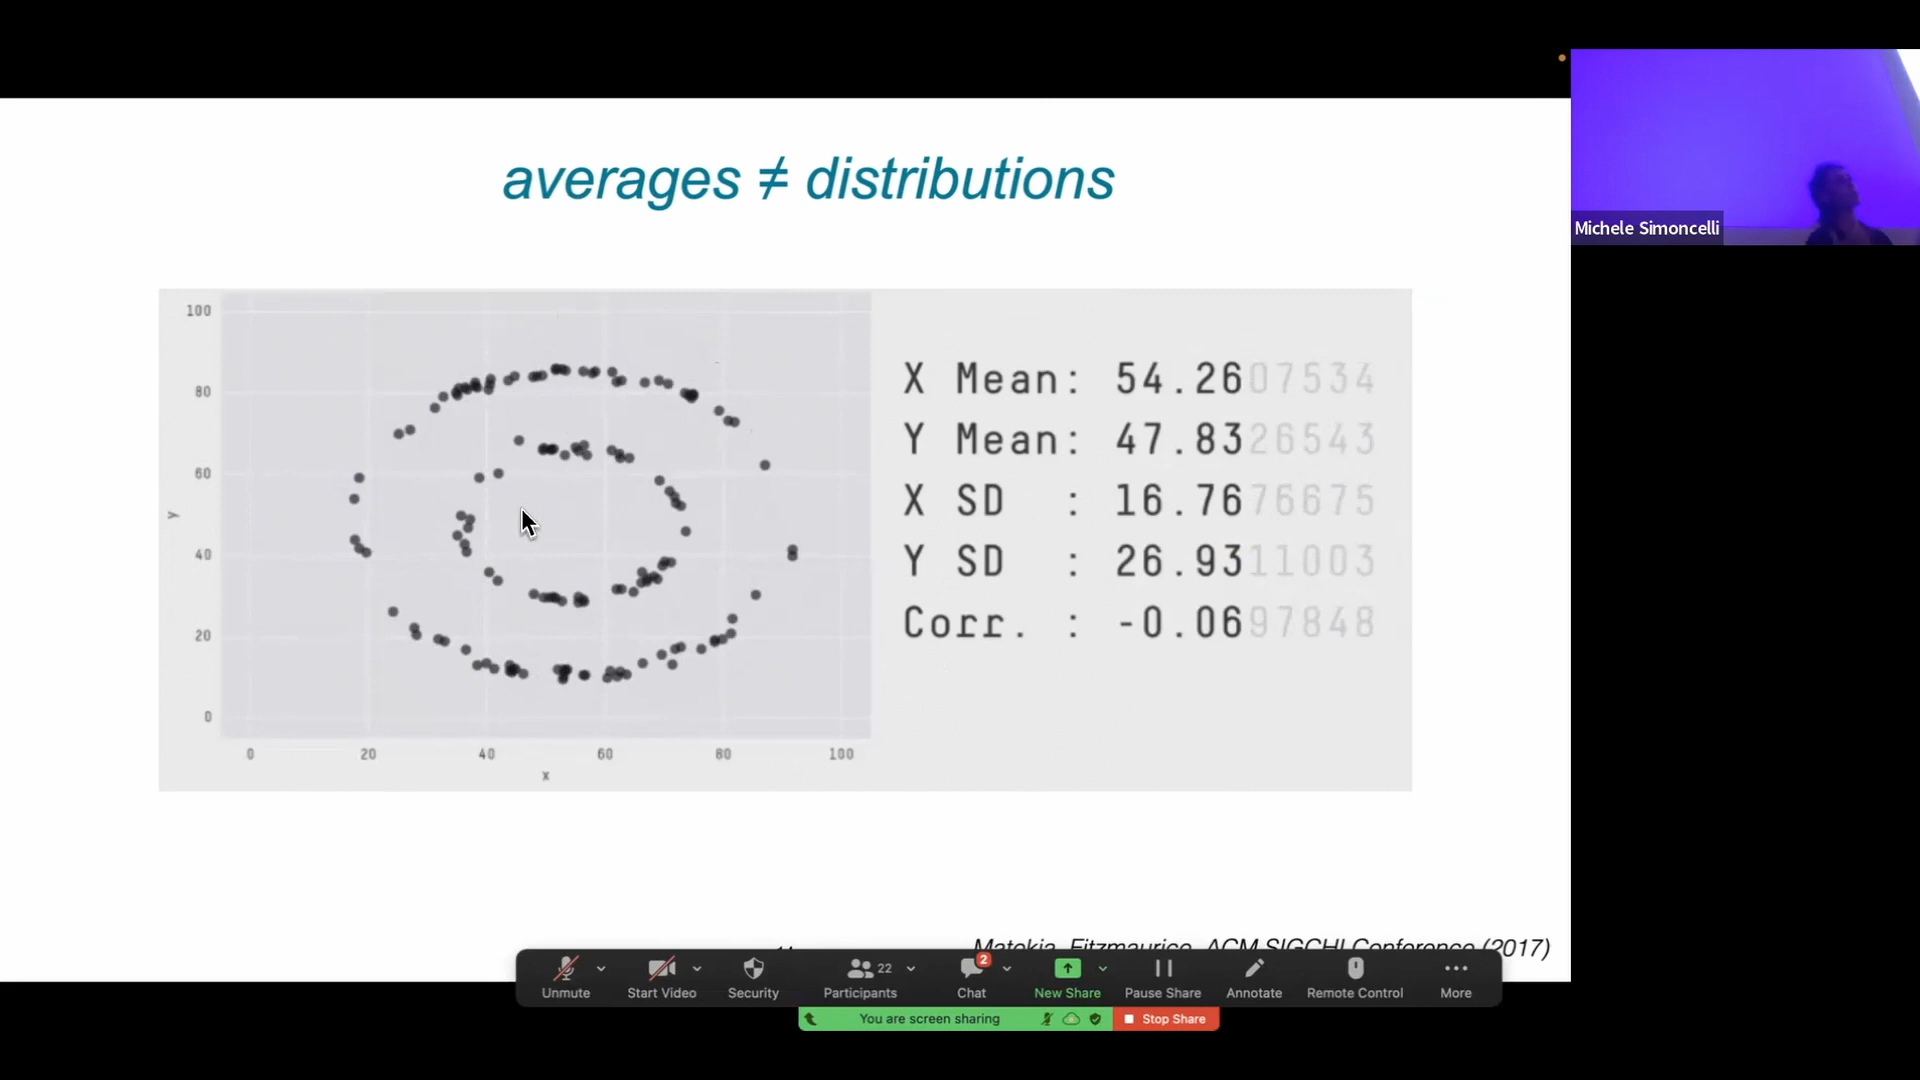 averages ≠ distributions
Michele Simoncelli
100
80
60
40
20
0
y
0 20 40 60 80 100
x
X Mean: 54.2607534
Y Mean: 47.8326543
X SD : 16.7676675
Y SD : 26.9311003
Corr. : -0.0697848
Matejka, Fitzmaurice, ACM SIGCHI Conference (2017)
Unmute
Start Video
Security
22
Participants
2
Chat
New Share
Pause Share
Annotate
Remote Control
More
You are screen sharing
Stop Share